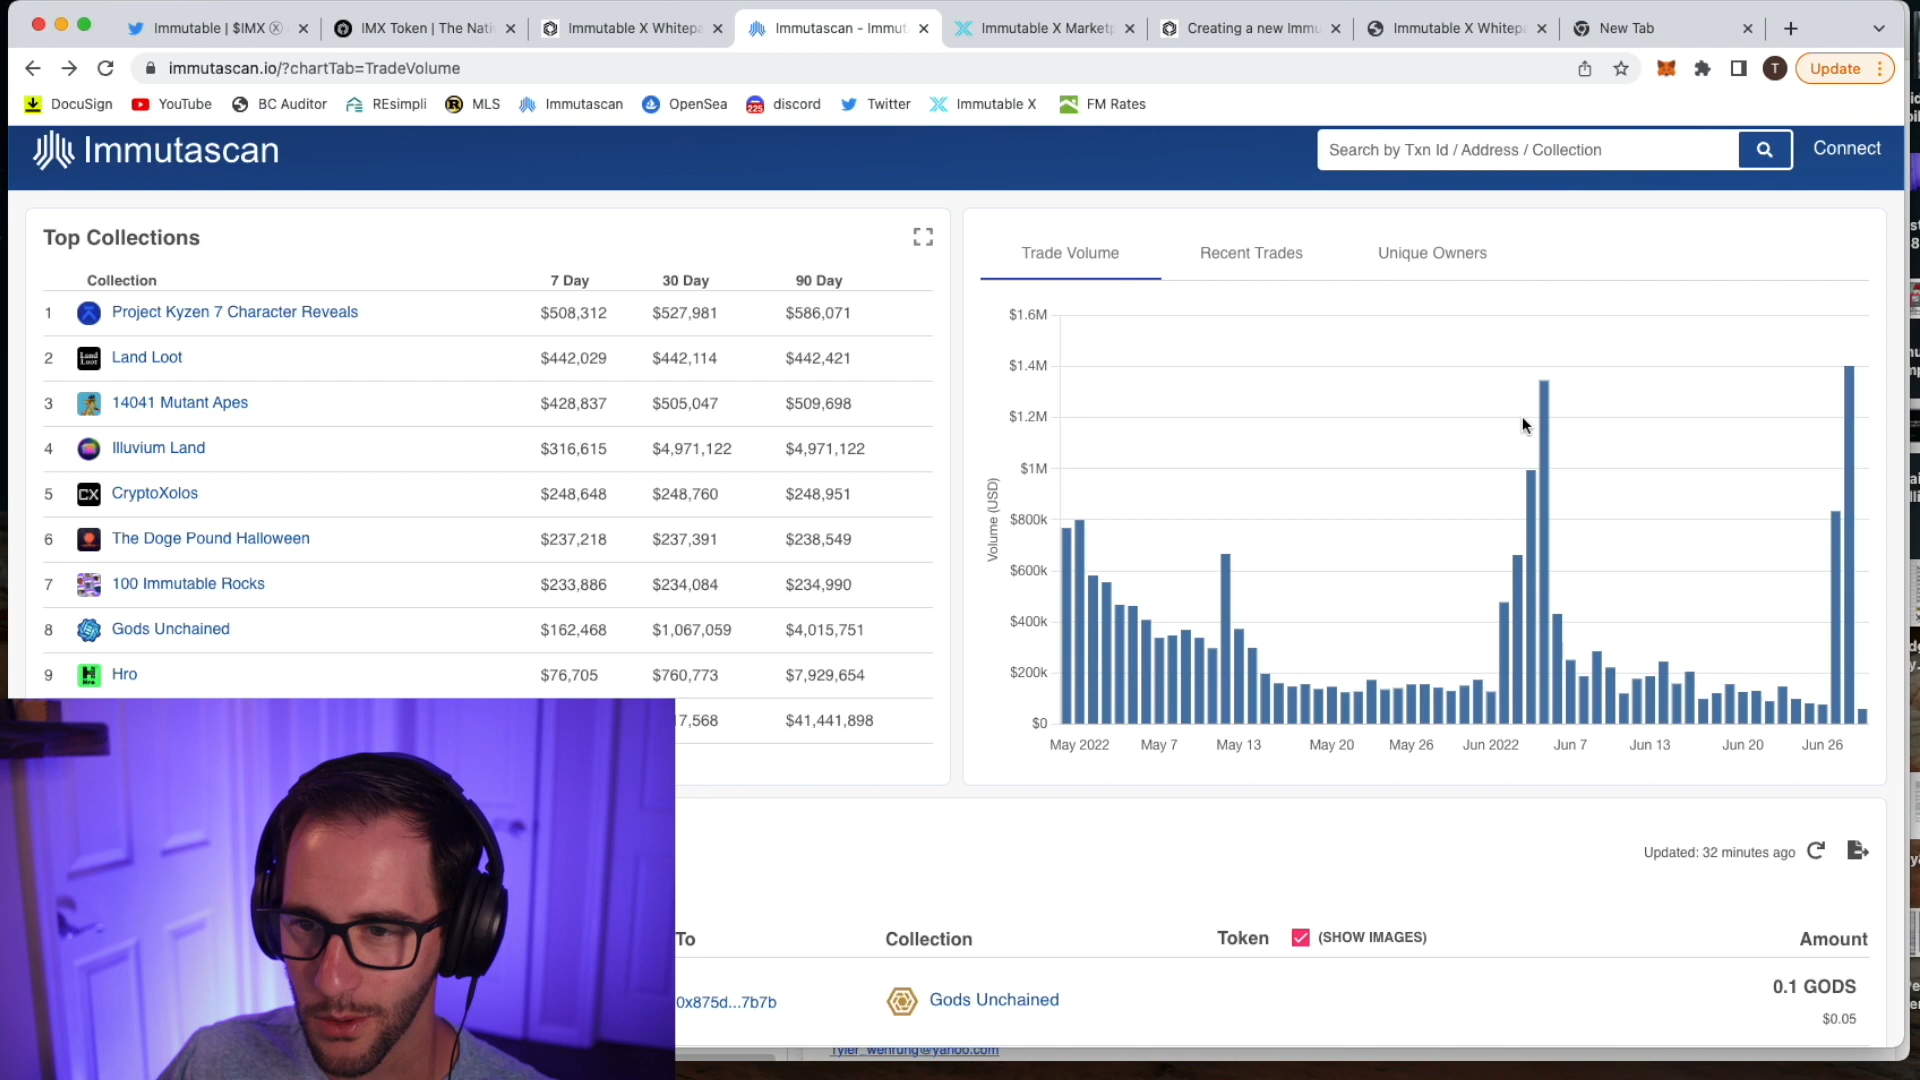 Immutable | $IMX
IMX Token | The Nati
Immutable X Whitepa
Immutascan - Immut
Immutable X Marketp
Creating a new Immu
Immutable X Whitep
New Tab
immutascan.io/?chartTab=TradeVolume
T
Update
DocuSign
YouTube
BC Auditor
REsimpli
MLS
Immutascan
OpenSea
225
discord
Twitter
Immutable X
FM Rates
Immutascan
Search by Txn Id / Address / Collection
Connect
Top Collections
Collection 7 Day 30 Day 90 Day
1 Project Kyzen 7 Character Reveals $508,312 $527,981 $586,071
2 Land Loot $442,029 $442,114 $442,421
3 14041 Mutant Apes $428,837 $505,047 $509,698
4 Illuvium Land $316,615 $4,971,122 $4,971,122
5 CX CryptoXolos $248,648 $248,760 $248,951
6 The Doge Pound Halloween $237,218 $237,391 $238,549
7 100 Immutable Rocks $233,886 $234,084 $234,990
8 Gods Unchained $162,468 $1,067,059 $4,015,751
9 Hro $76,705 $760,773 $7,929,654
7,568 $41,441,898
Trade Volume Recent Trades Unique Owners
Volume (USD)
$1.6M
$1.4M
$1.2M
$1M
$800k
$600k
$400k
$200k
$0
May 2022 May 7 May 13 May 20 May 26 Jun 2022 Jun 7 Jun 13 Jun 20 Jun 26
Updated: 32 minutes ago
To Collection Token (SHOW IMAGES) Amount
0x875d...7b7b Gods Unchained 0.1 GODS
$0.05